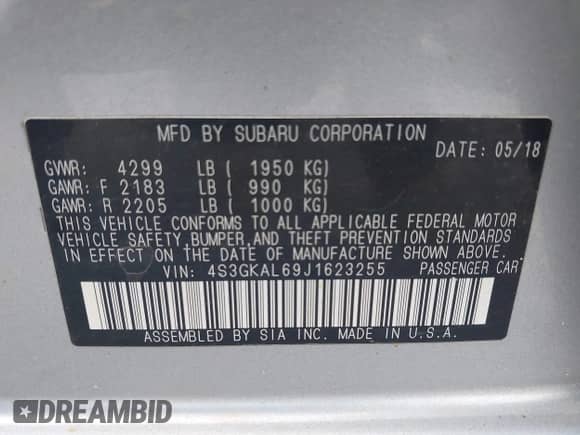 MFD BY SUBARU CORPORATION
DATE: 05/18
GVWR: 4299 LB ( 1950 KG)
GAWR: F 2183 LB ( 990 KG)
GAWR: R 2205 LB ( 1000 KG)
THIS VEHICLE CONFORMS TO ALL APPLICABLE FEDERAL MOTOR
VEHICLE SAFETY, BUMPER, AND THEFT PREVENTION STANDARDS
IN EFFECT ON THE DATE OF MANUFACTURE SHOWN ABOVE.
VIN: 4S3GKAL69J1623255 PASSENGER CAR
ASSEMBLED BY SIA INC. MADE IN U.S.A.
DREAMBID
DREAMBID